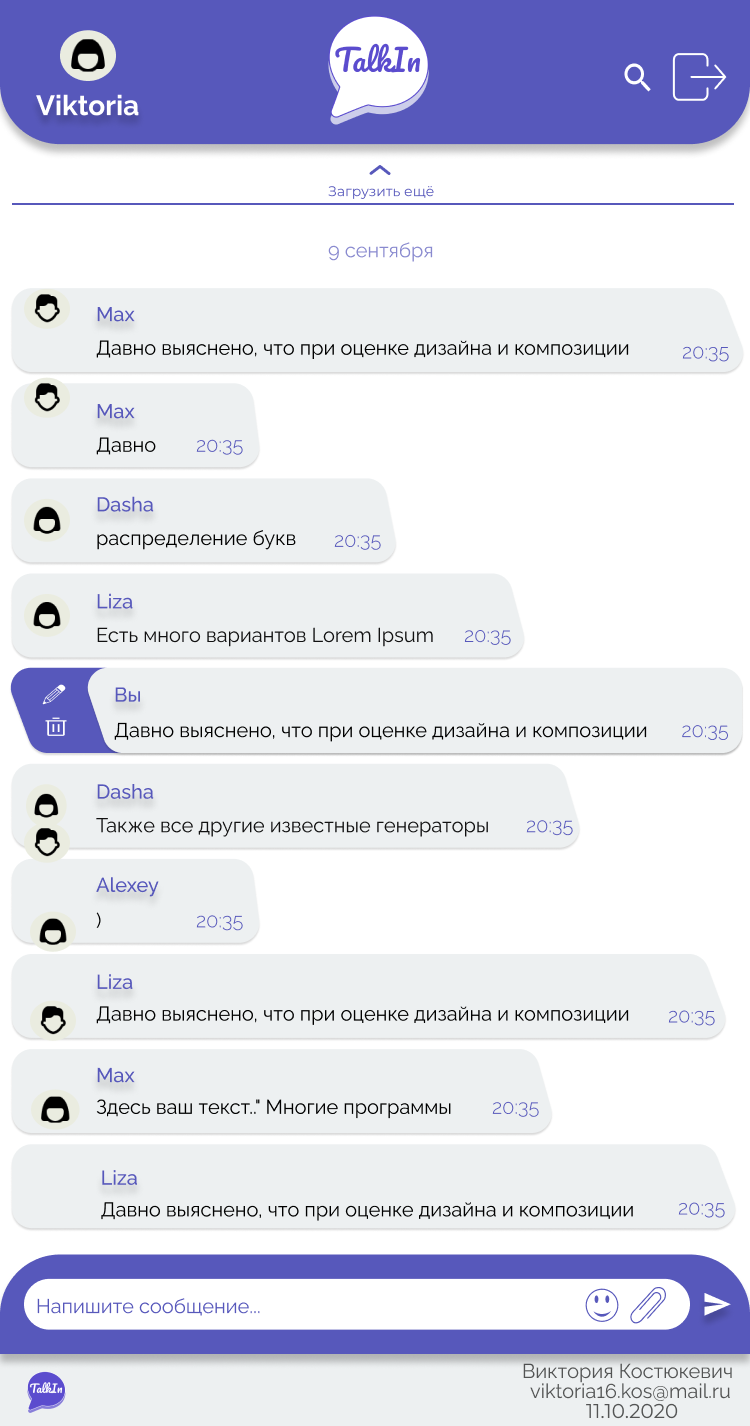 TalkIn
Viktoria
Загрузить ещё
9 сентября
Max
Давно выяснено, что при оценке дизайна и композиции 20:35
Max
Давно 20:35
Dasha
распределение букв 20:35
Liza
Есть много вариантов Lorem Ipsum 20:35
Вы
Давно выяснено, что при оценке дизайна и композиции 20:35
Dasha
Также все другие известные генераторы 20:35
Alexey
) 20:35
Liza
Давно выяснено, что при оценке дизайна и композиции 20:35
Max
Здесь ваш текст.." Многие программы 20:35
Liza
Давно выяснено, что при оценке дизайна и композиции 20:35
Напишите сообщение...
TalkIn
Виктория Костюкевич
viktoria16.kos@mail.ru
11.10.2020